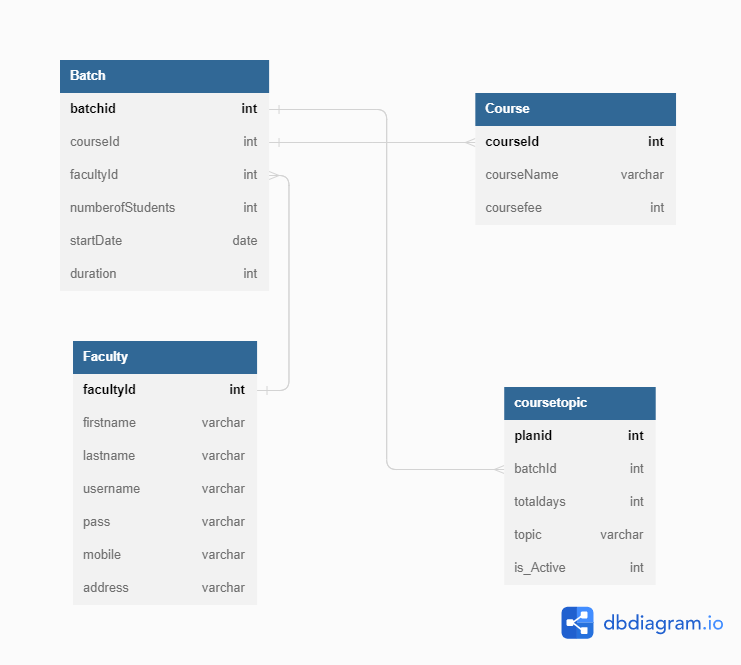 Batch
batchid int
courseId int
facultyId int
numberofStudents int
startDate date
duration int
Course
courseId int
courseName varchar
coursefee int
Faculty
facultyId int
firstname varchar
lastname varchar
username varchar
pass varchar
mobile varchar
address varchar
coursetopic
planid int
batchId int
totaldays int
topic varchar
is_Active int
dbdiagram.io